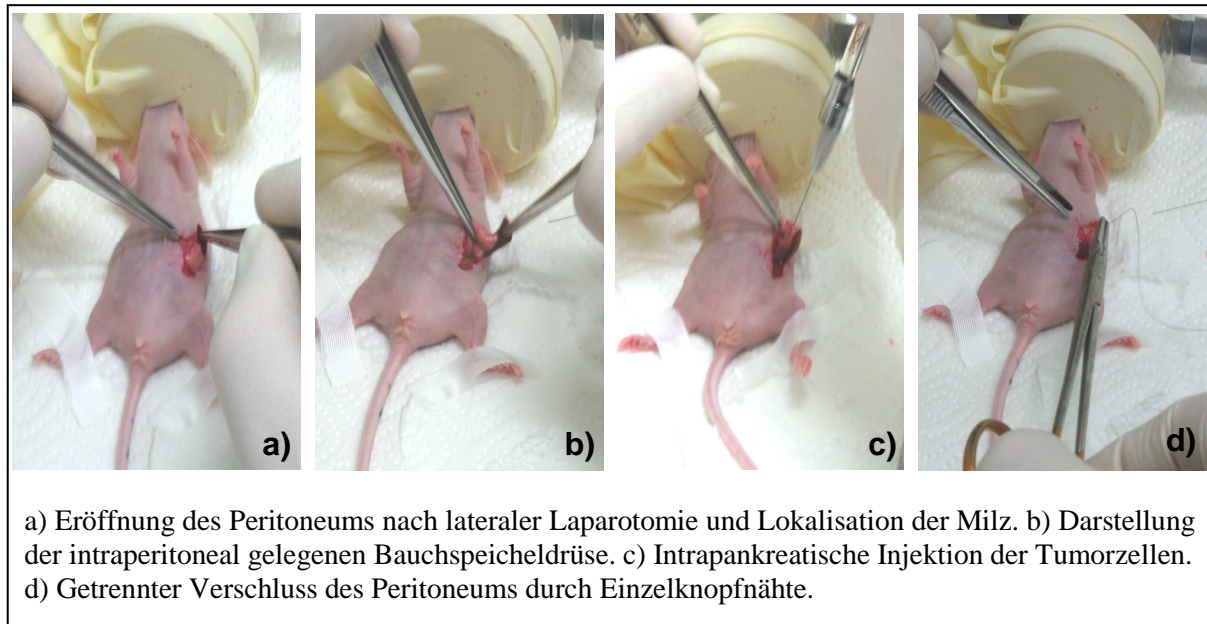 a) b) c) d)
a) Eröffnung des Peritoneums nach lateraler Laparotomie und Lokalisation der Milz. b) Darstellung
der intraperitoneal gelegenen Bauchspeicheldrüse. c) Intrapankreatische Injektion der Tumorzellen.
d) Getrennter Verschluss des Peritoneums durch Einzelknopfnähte.